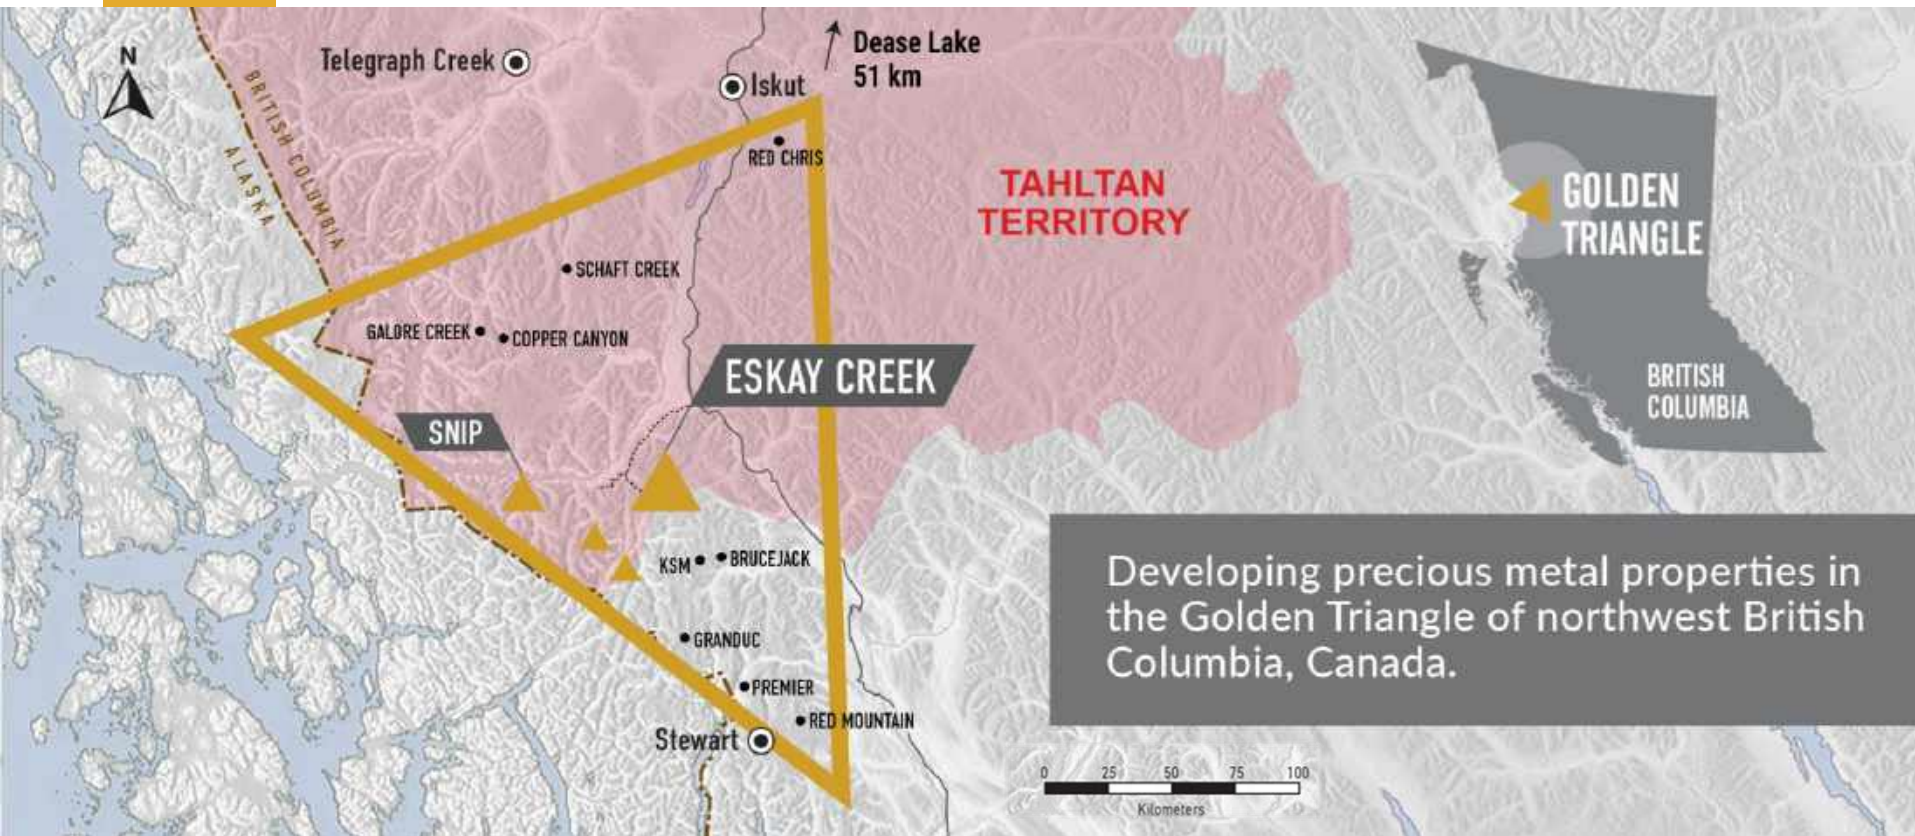 N
Telegraph Creek
Iskut
Dease Lake
51 km
BRITISH COLUMBIA
ALASKA
RED CHRIS
TAHLTAN
TERRITORY
GOLDEN
TRIANGLE
SCHAFT CREEK
GALORE CREEK
COPPER CANYON
ESKAY CREEK
BRITISH
COLUMBIA
SNIP
KSM
BRUCEJACK
GRANDUC
PREMIER
RED MOUNTAIN
Stewart
Developing precious metal properties in
the Golden Triangle of northwest British
Columbia, Canada.
0 25 50 75 100
Kilometers